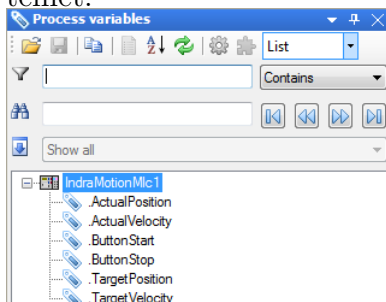 Process variables
List
Contains
Show all
IndraMotionMlc1
.ActualPosition
.ActualVelocity
.ButtonStart
.ButtonStop
.TargetPosition
.TargetVelocity